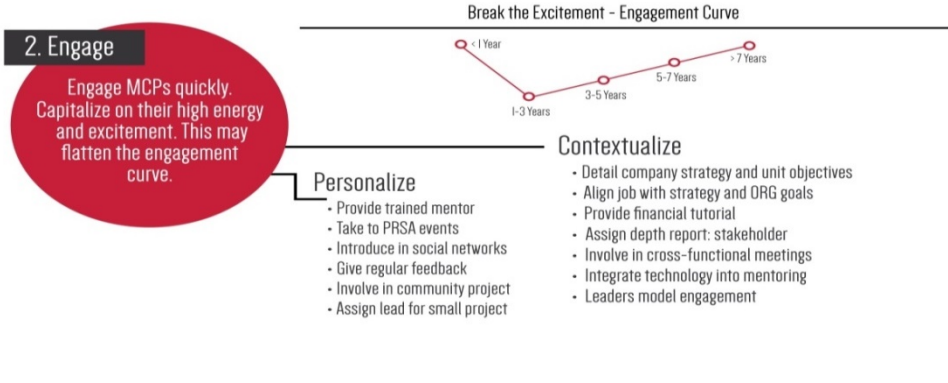 Break the Excitement - Engagement Curve
2. Engage
Engage MCPs quickly.
Capitalize on their high energy
and excitement. This may
flatten the engagement
curve.
< 1 Year
1-3 Years
3-5 Years
5-7 Years
>7 Years
Personalize
• Provide trained mentor
• Take to PRSA events
• Introduce in social networks
• Give regular feedback
• Involve in community project
• Assign lead for small project
Contextualize
• Detail company strategy and unit objectives
• Align job with strategy and ORG goals
• Provide financial tutorial
• Assign depth report: stakeholder
• Involve in cross-functional meetings
• Integrate technology into mentoring
• Leaders model engagement